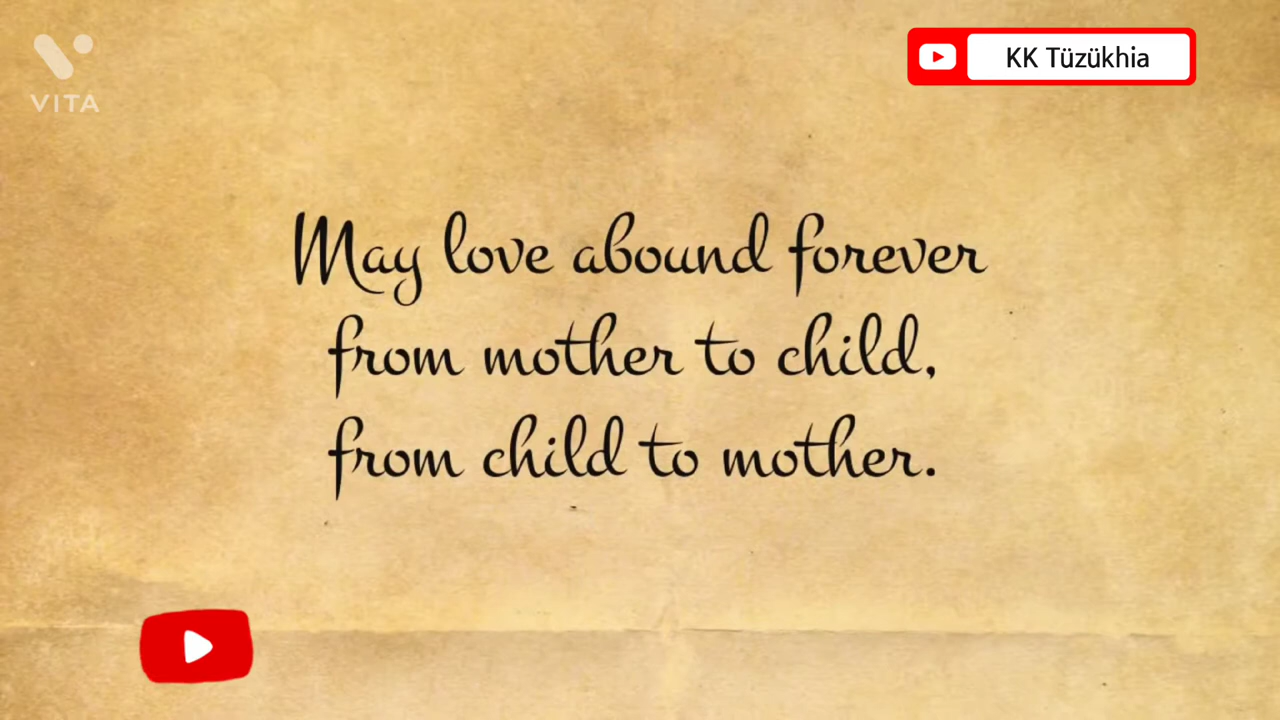 VITA
KK Tüzükhia
May love abound forever
from mother to child,
from child to mother.